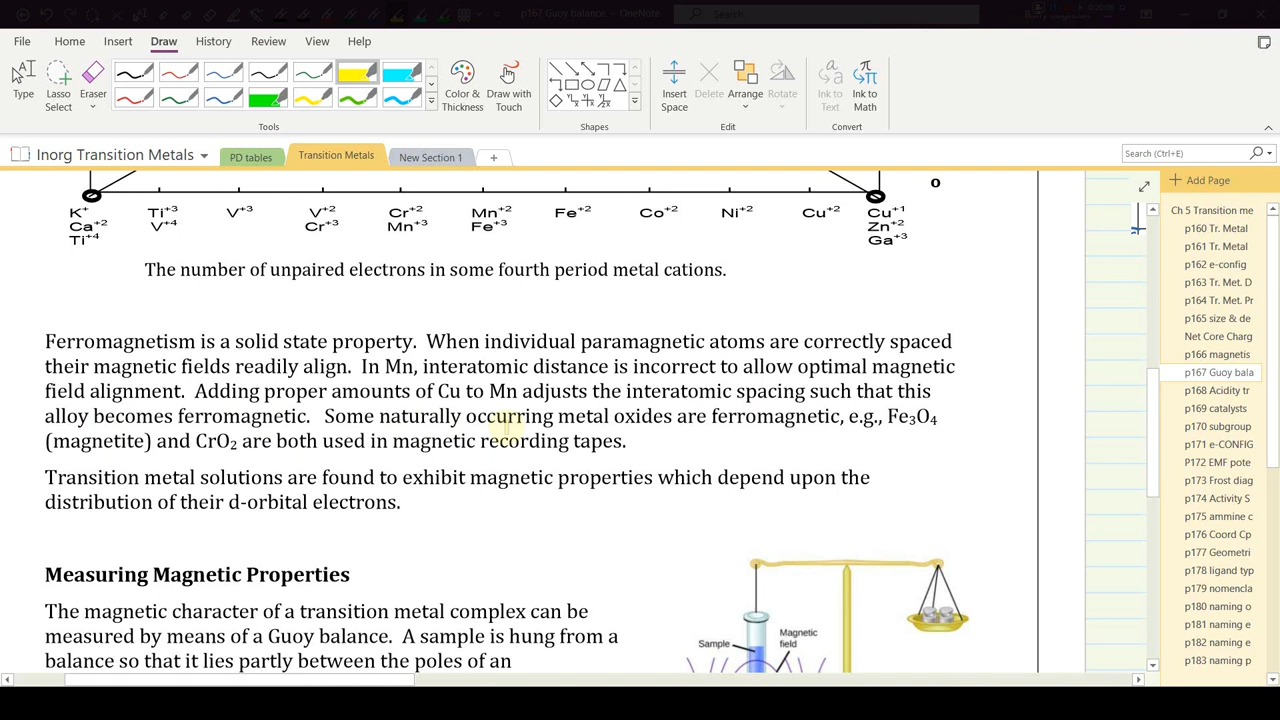 p167 Guoy balance. - OneNote
Search
File Home Insert Draw History Review View Help
Type
Lasso Select
Eraser
Color & Thickness
Draw with Touch
Insert Space
Delete
Arrange
Rotate
Ink to Text
Ink to Math
Tools
Shapes
Edit
Convert
Inorg Transition Metals
PD tables
Transition Metals
New Section 1
Search (Ctrl+E)
0
K+ Ti+3 V+3 V+2 Cr+2 Mn+2 Fe+2 Co+2 Ni+2 Cu+2 Cu+1
Ca+2 V+4 Cr+3 Mn+3 Fe+3 Zn+2
Ti+4 Ga+3
The number of unpaired electrons in some fourth period metal cations.
Ferromagnetism is a solid state property. When individual paramagnetic atoms are correctly spaced
their magnetic fields readily align. In Mn, interatomic distance is incorrect to allow optimal magnetic
field alignment. Adding proper amounts of Cu to Mn adjusts the interatomic spacing such that this
alloy becomes ferromagnetic. Some naturally occurring metal oxides are ferromagnetic, e.g., Fe₃O₄
(magnetite) and CrO₂ are both used in magnetic recording tapes.
Transition metal solutions are found to exhibit magnetic properties which depend upon the
distribution of their d-orbital electrons.
Measuring Magnetic Properties
The magnetic character of a transition metal complex can be
measured by means of a Guoy balance. A sample is hung from a
balance so that it lies partly between the poles of an
Sample
Magnetic
field
Add Page
Ch 5 Transition me
p160 Tr. Metal
p161 Tr. Metal
p162 e-config
p163 Tr. Met. D
p164 Tr. Met. Pr
p165 size & de
Net Core Charg
p166 magnetis
p167 Guoy bala
p168 Acidity tr
p169 catalysts
p170 subgroup
p171 e-CONFIG
P172 EMF pote
p173 Frost diag
p174 Activity S
p175 ammine c
p176 Coord Cp
p177 Geometri
p178 ligand typ
p179 nomencla
p180 naming o
p181 naming e
p182 naming e
p183 naming p